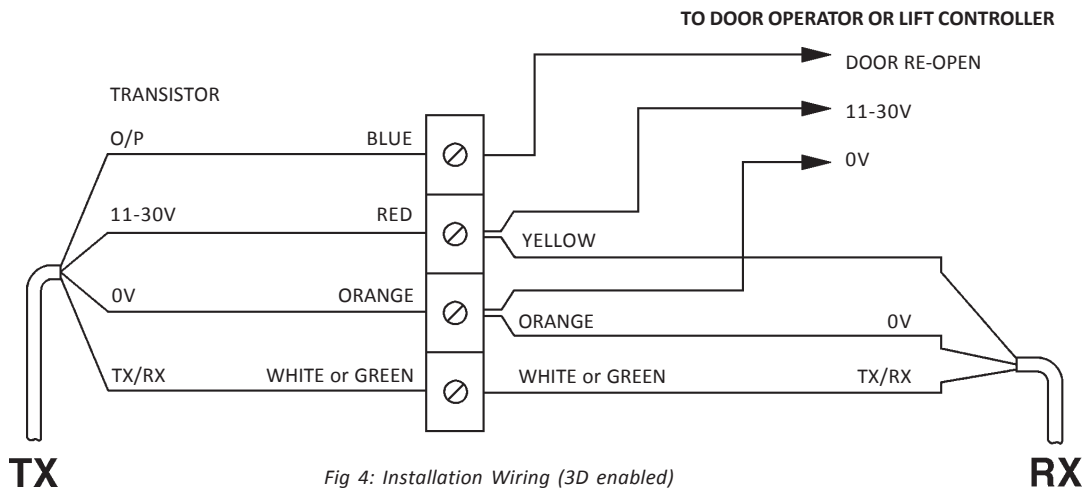 TO DOOR OPERATOR OR LIFT CONTROLLER
DOOR RE-OPEN
TRANSISTOR
11-30V
O/P BLUE
0V
11-30V RED
YELLOW
0V ORANGE
ORANGE 0V
TX/RX WHITE or GREEN WHITE or GREEN TX/RX
TX Fig 4: Installation Wiring (3D enabled) RX